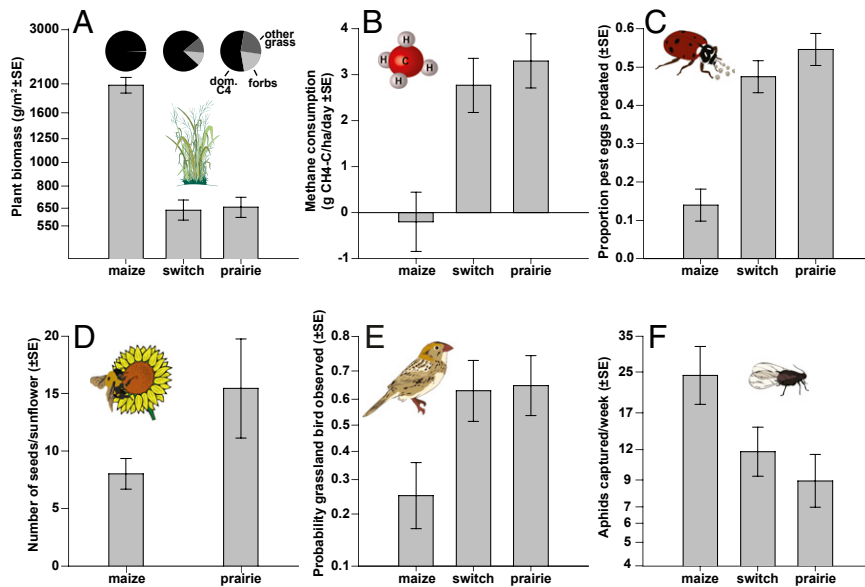 A
Plant biomass (g/m² ±SE)
3000
2100
1600
1250
1000
800
650
550
other
grass
dom.
C4
forbs
maize
switch
prairie
B
Methane consumption
(g CH4-C/ha/day ±SE)
4
3
2
1
0
-1
H
H
C
H
H
maize
switch
prairie
C
Proportion pest eggs predated (±SE)
0.6
0.5
0.4
0.3
0.2
0.1
0.0
maize
switch
prairie
D
Number of seeds/sunflower (±SE)
20
15
10
5
0
maize
prairie
E
Probability grassland bird observed (±SE)
0.8
0.7
0.6
0.5
0.4
0.3
0.2
0.1
maize
switch
prairie
F
Aphids captured/week (±SE)
35
25
17
12
9
7
6
5
4
maize
switch
prairie